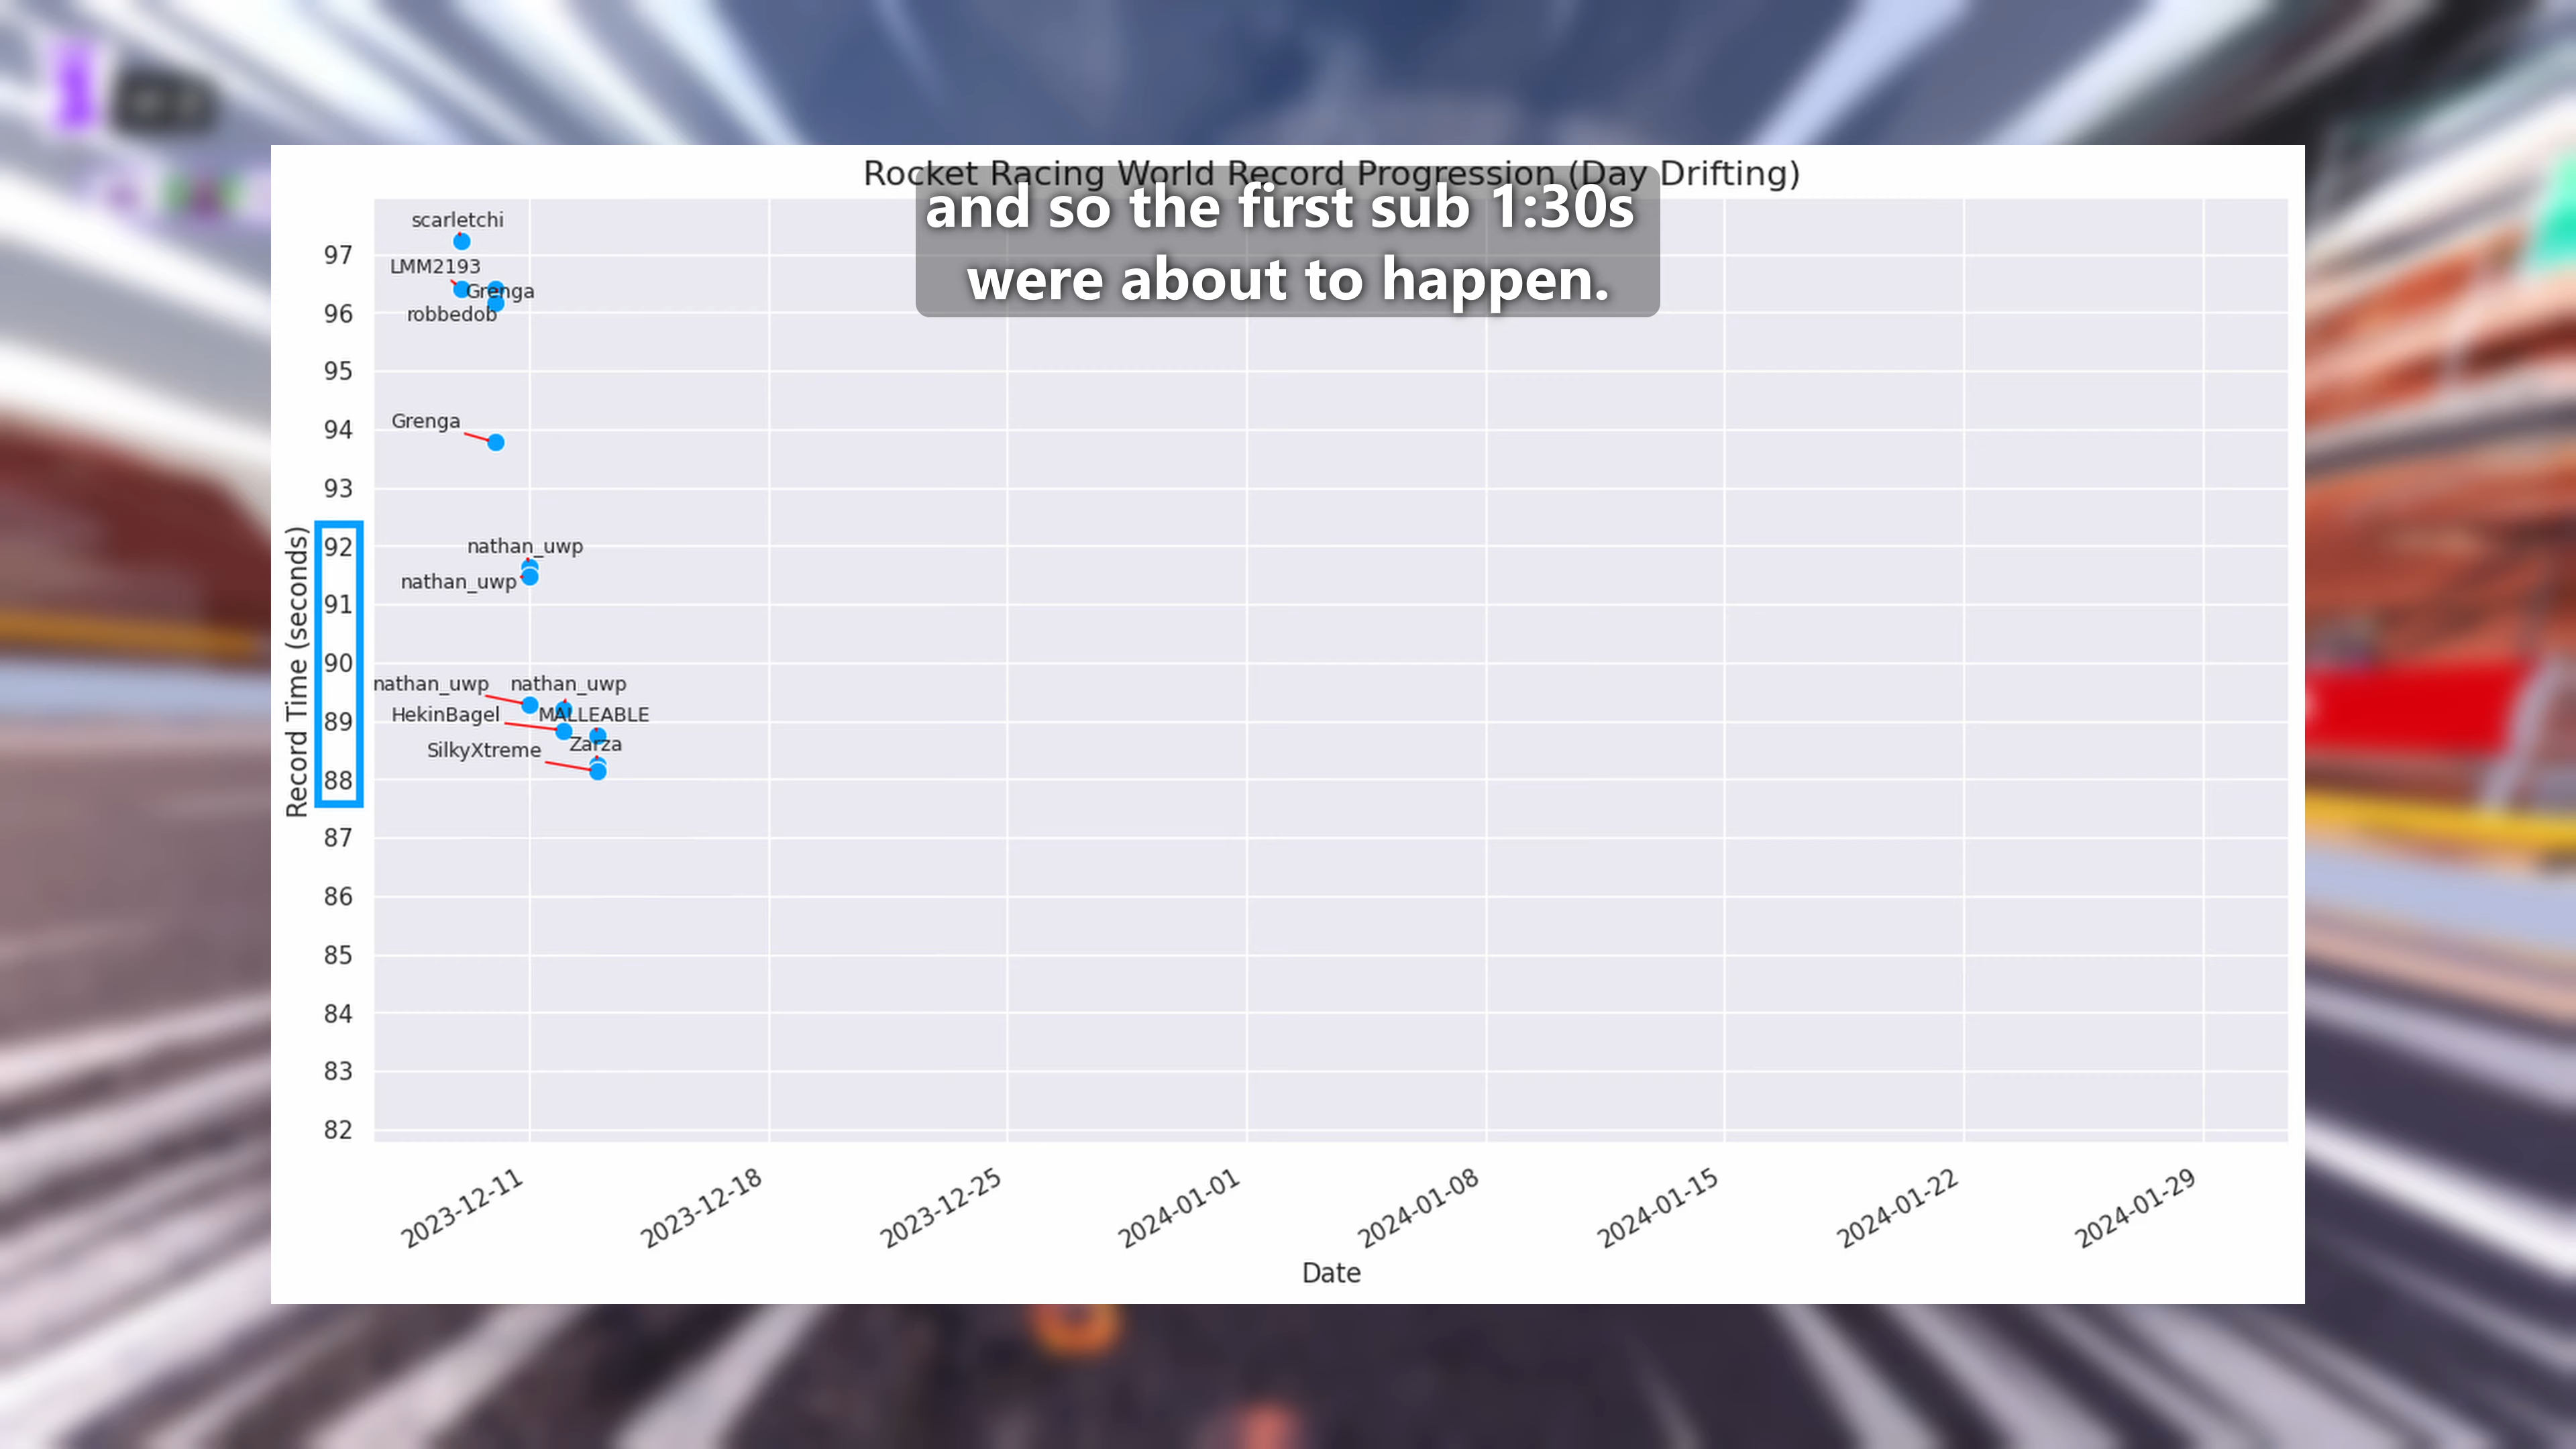 Rocket Racing World Record Progression (Day Drifting)
and so the first sub 1:30s
were about to happen.
Record Time (seconds)
97
96
95
94
93
92
91
90
89
88
87
86
85
84
83
82
scarletchi
LMM2193
Grenga
robbedob
Grenga
nathan_uwp
nathan_uwp
nathan_uwp
nathan_uwp
HekinBagel
MALLEABLE
Zarza
SilkyXtreme
2023-12-11
2023-12-18
2023-12-25
2024-01-01
2024-01-08
2024-01-15
2024-01-22
2024-01-29
Date